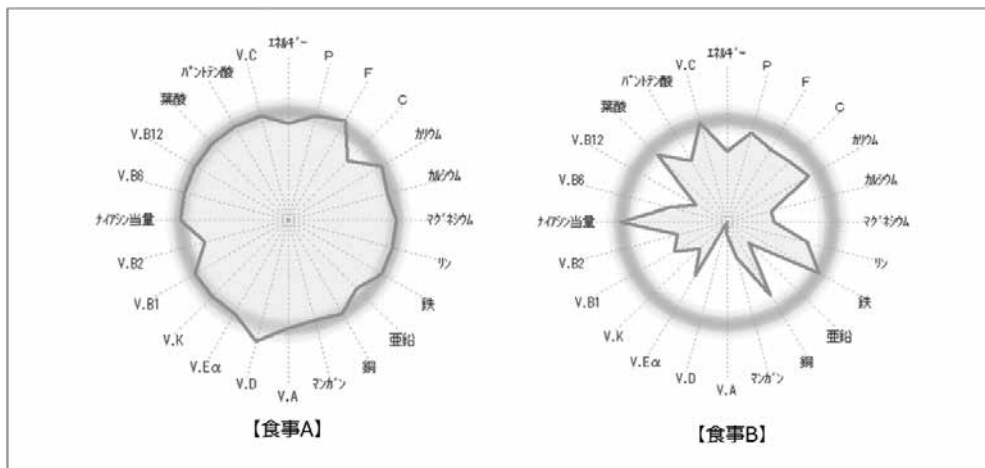 エネルギー
P
F
C
カリウム
カルシウム
マグネシウム
リン
鉄
亜鉛
銅
マンガン
V.A
V.D
V.Eα
V.K
V.B1
V.B2
ナイアシン当量
V.B6
V.B12
葉酸
パントテン酸
V.C
【食事A】
エネルギー
P
F
C
カリウム
カルシウム
マグネシウム
リン
鉄
亜鉛
銅
マンガン
V.A
V.D
V.Eα
V.K
V.B1
V.B2
ナイアシン当量
V.B6
V.B12
葉酸
パントテン酸
V.C
【食事B】